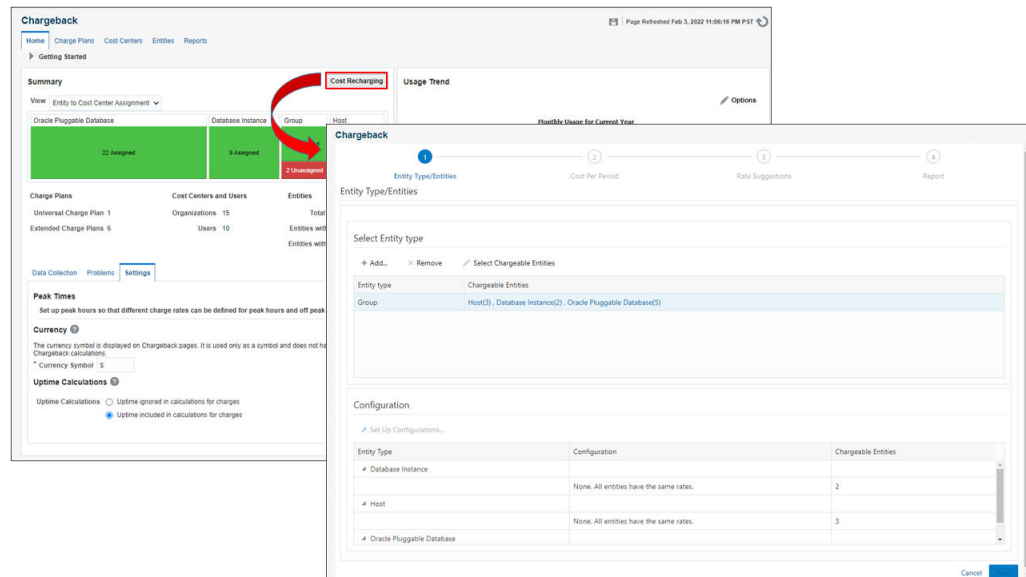 Chargeback
Page Refreshed Feb 3, 2022 11:06:16 PM PST
Home Charge Plans Cost Centers Entities Reports
Getting Started
Summary
Cost Recharging
View Entity to Cost Center Assignment
Oracle Pluggable Database Database Instance Group Host
22 Assigned
9 Assigned
2 Unassigned
Charge Plans
Universal Charge Plan 1
Extended Charge Plans 6
Cost Centers and Users
Organizations 15
Users 10
Entities
Total
Entities with
Entities with
Data Collection Problems Settings
Peak Times
Set up peak hours so that different charge rates can be defined for peak hours and off peak
Currency
The currency symbol is displayed on Chargeback pages. It is used only as a symbol and does not ha
Chargeback calculations.
* Currency Symbol $
Uptime Calculations
Uptime Calculations Uptime ignored in calculations for charges
Uptime included in calculations for charges
Usage Trend
Options
Monthly Usage for Current Year
Chargeback
1 2 3 4
Entity Type/Entities Cost Per Period Rate Suggestions Report
Entity Type/Entities
Select Entity type
+ Add... × Remove Select Chargeable Entities
Entity type Chargeable Entities
Group Host(3) , Database Instance(2) , Oracle Pluggable Database(5)
Configuration
Set Up Configurations...
Entity Type Configuration Chargeable Entities
Database Instance
None. All entities have the same rates. 2
Host
None. All entities have the same rates. 3
Oracle Pluggable Database
Cancel